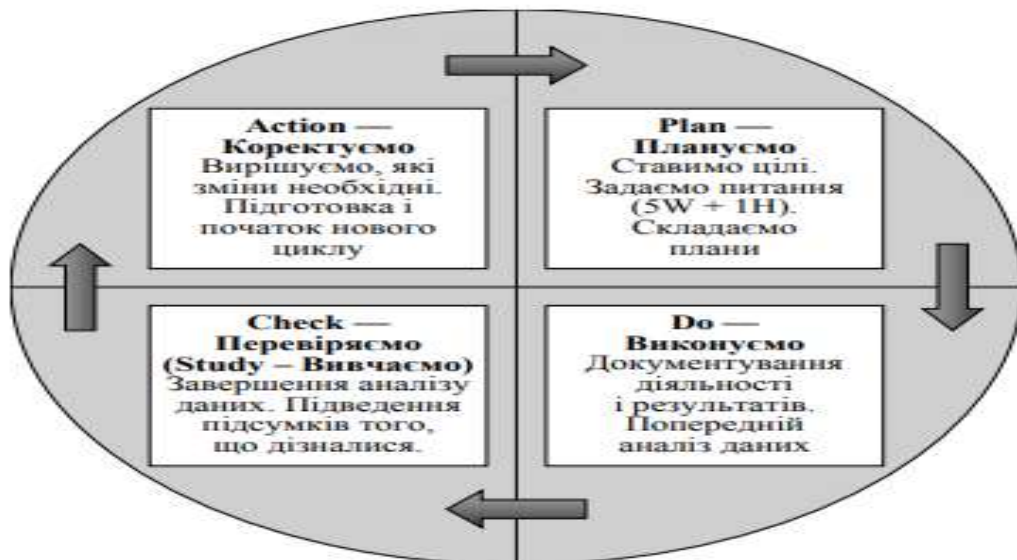 Action —
Коректуємо
Вирішуємо, які
зміни необхідні.
Підготовка і
початок нового
циклу
Plan —
Плануємо
Ставимо цілі.
Задаємо питання
(5W + 1H).
Складаємо
плани
Check —
Перевіряємо
(Study – Вивчаємо)
Завершення аналізу
даних. Підведення
підсумків того,
що дізналися.
Do —
Виконуємо
Документування
діяльності
і результатів.
Попередній
аналіз даних